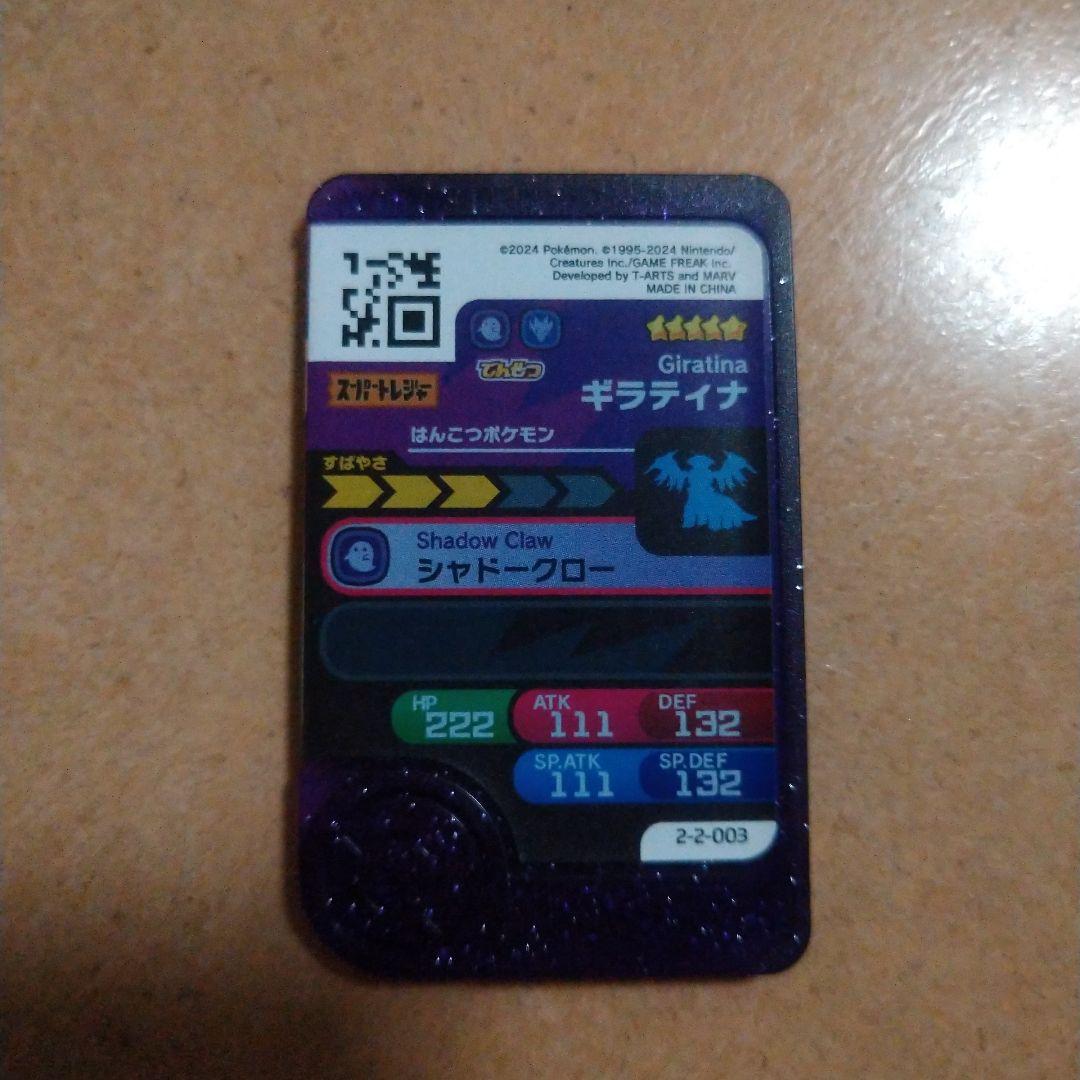 ©2024 Pokémon. ©1995-2024 Nintendo/
Creatures Inc./GAME FREAK inc.
Developed by T-ARTS and MARV
MADE IN CHINA
でんせつ
Giratina
スーパートレジャー
ギラティナ
はんこつポケモン
すばやさ
Shadow Claw
シャドークロー
HP
222
ATK
111
DEF
132
SP.ATK
111
SP.DEF
132
2-2-003